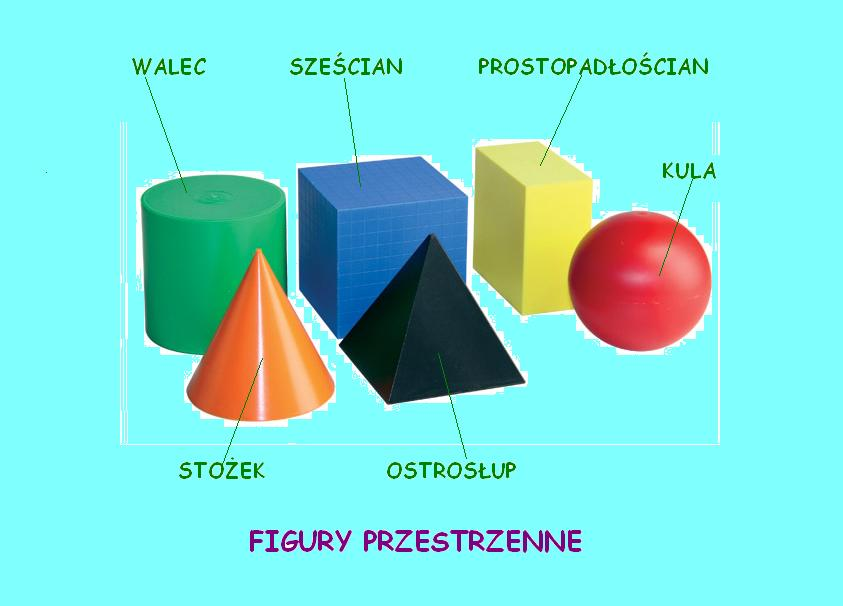 WALEC
SZEŚCIAN
PROSTOPADŁOŚCIAN
KULA
STOŻEK
OSTROSŁUP
FIGURY PRZESTRZENNE